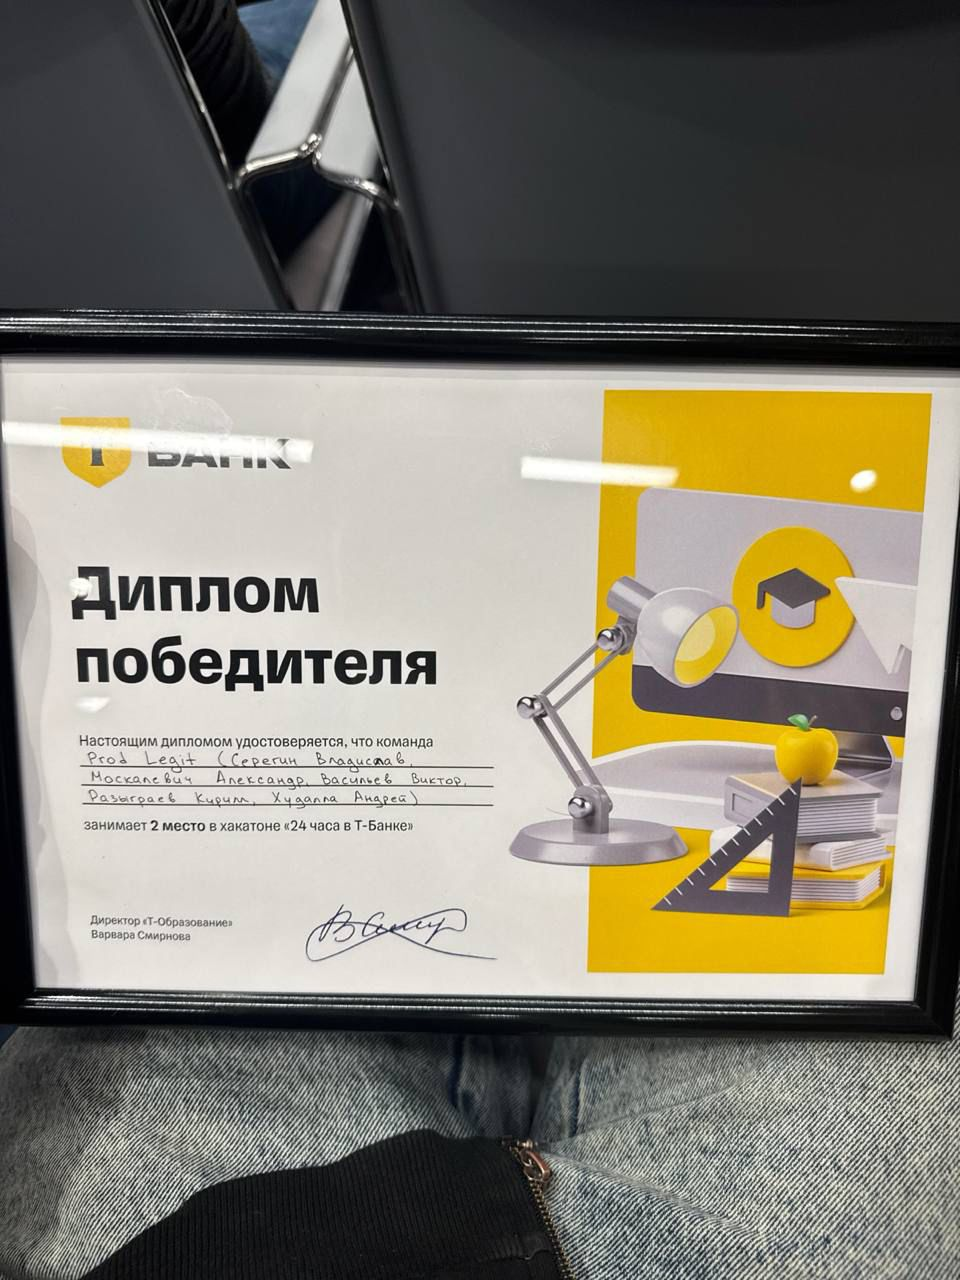 Т БАНК
Диплом
победителя
Настоящим дипломом удостоверяется, что команда
Prod Legit (Серегин Владислав,
Москалевич Александр, Васильев Виктор,
Разыграев Кирилл, Худалла Андрей)
занимает 2 место в хакатоне «24 часа в Т-Банке»
Директор «Т-Образование»
Варвара Смирнова